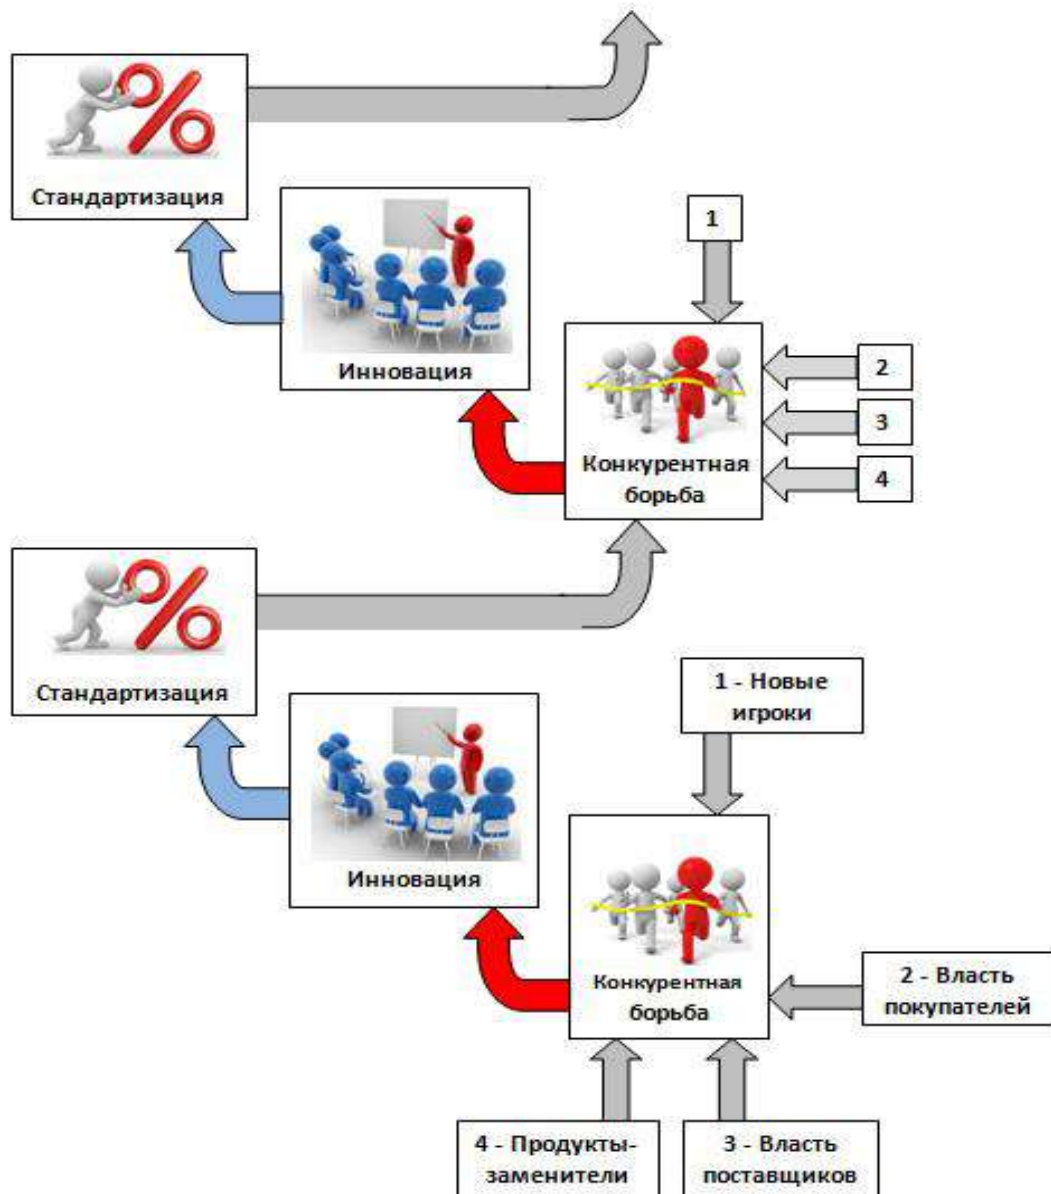 Стандартизация
Инновация
1
2
3
4
Конкурентная
борьба
Стандартизация
1 - Новые
игроки
Инновация
Конкурентная
борьба
2 - Власть
покупателей
4 - Продукты-
заменители
3 - Власть
поставщиков